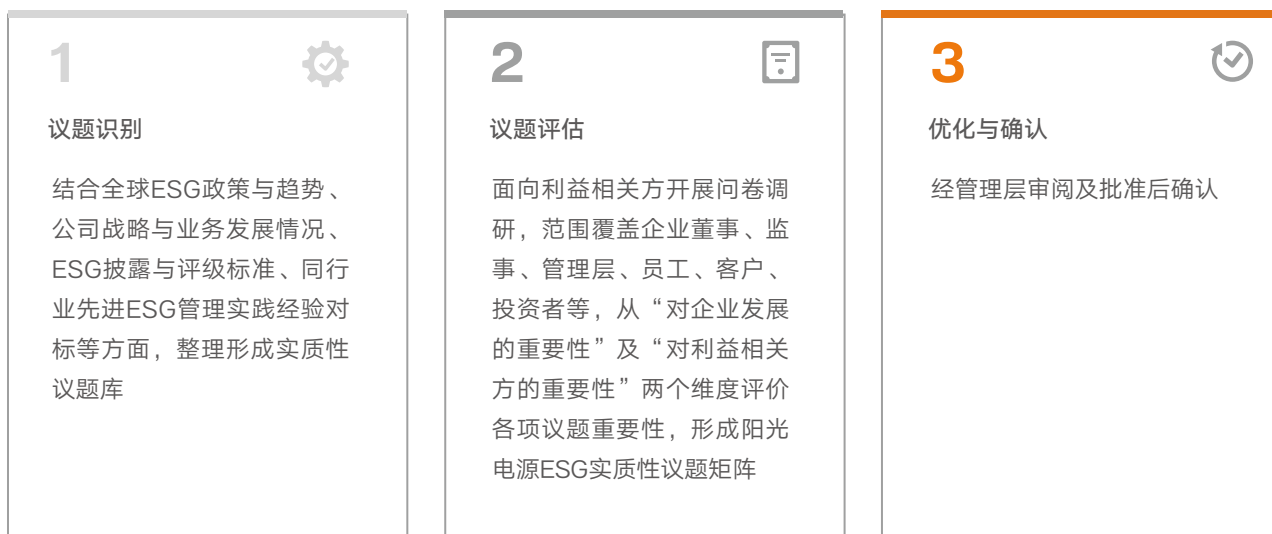 1
议题识别
结合全球ESG政策与趋势、
公司战略与业务发展情况、
ESG披露与评级标准、同行
业先进ESG管理实践经验对
标等方面，整理形成实质性
议题库
2
议题评估
面向利益相关方开展问卷调
研，范围覆盖企业董事、监
事、管理层、员工、客户、
投资者等，从“对企业发展
的重要性”及“对利益相关
方的重要性”两个维度评价
各项议题重要性，形成阳光
电源ESG实质性议题矩阵
3
优化与确认
经管理层审阅及批准后确认